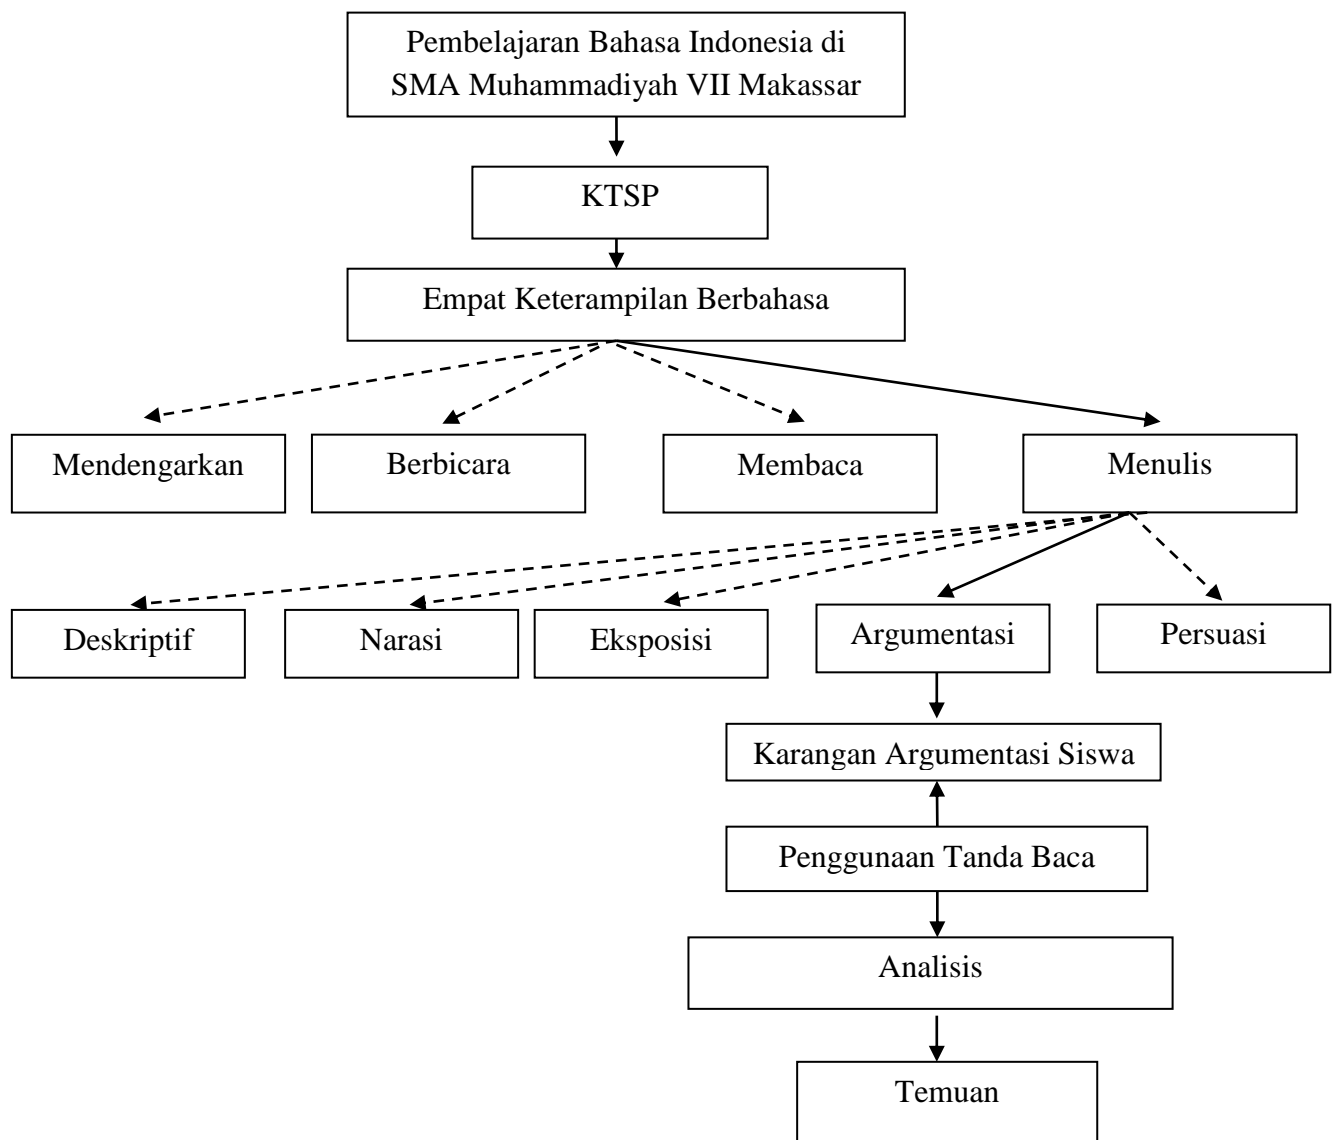 Pembelajaran Bahasa Indonesia di
SMA Muhammadiyah VII Makassar
KTSP
Empat Keterampilan Berbahasa
Mendengarkan
Berbicara
Membaca
Menulis
Deskriptif
Narasi
Eksposisi
Argumentasi
Persuasi
Karangan Argumentasi Siswa
Penggunaan Tanda Baca
Analisis
Temuan